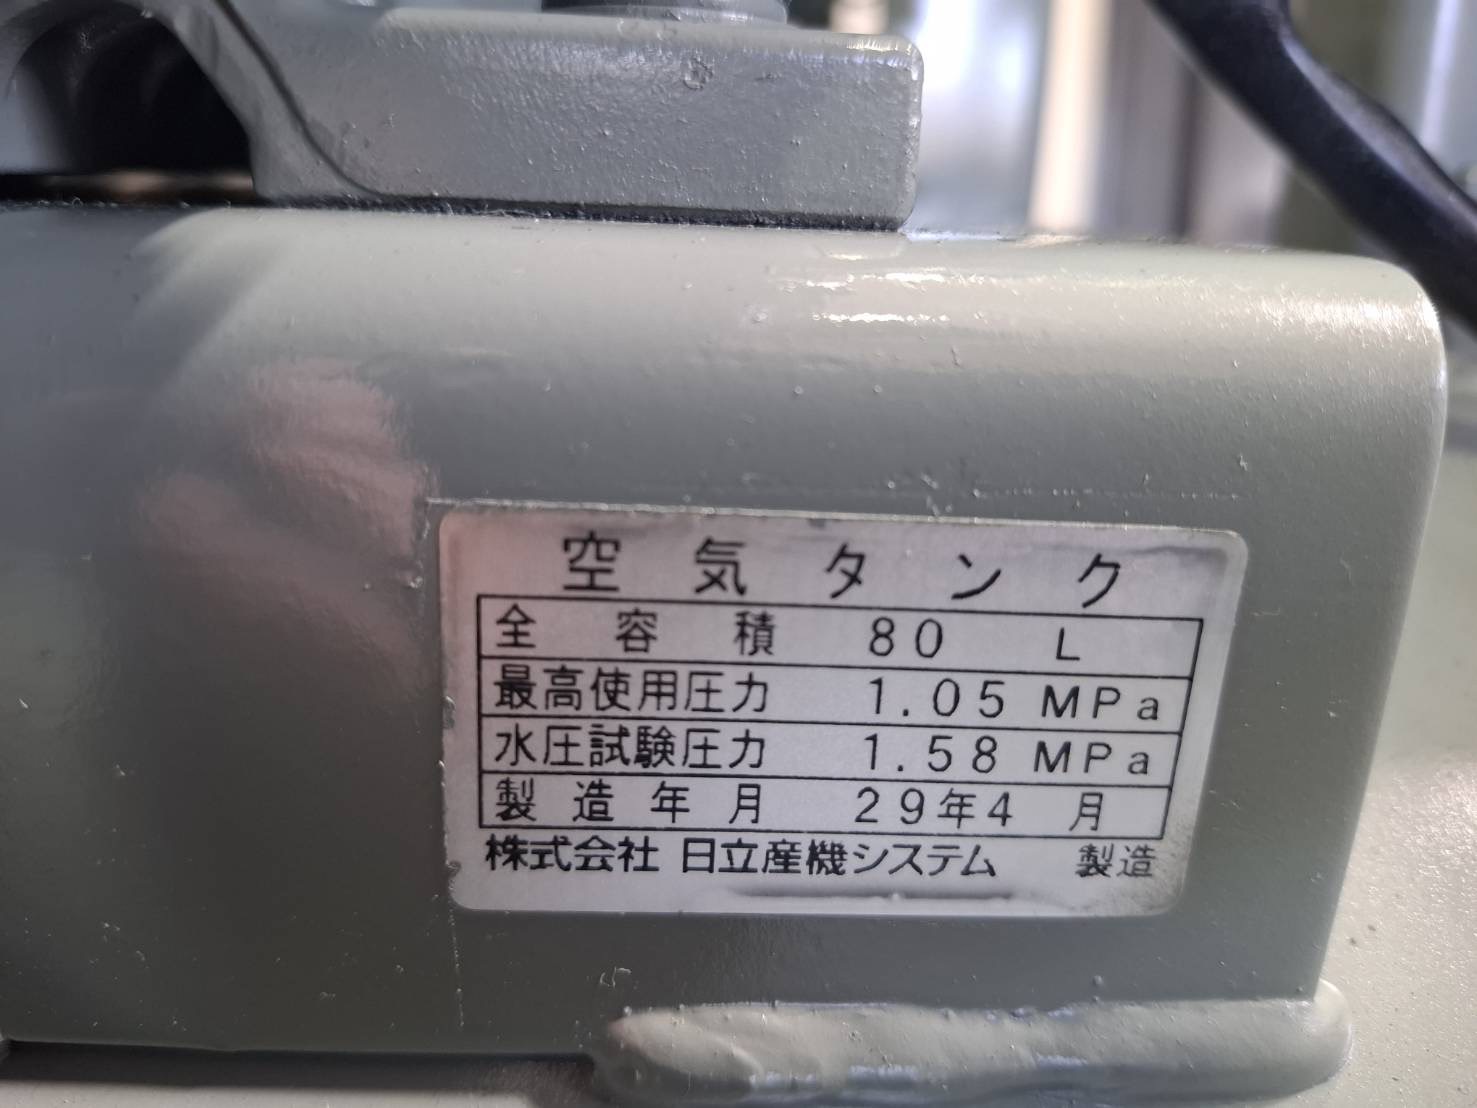 空気タンク
全容積 80 L
最高使用圧力 1.05 MPa
水圧試験圧力 1.58 MPa
製造年月 29年4月
株式会社 日立産機システム 製造